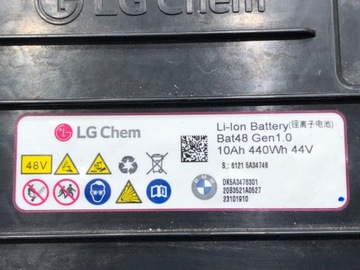 LG Chem
LG Chem
Li-Ion Battery(锂离子电池)
Bat48 Gen1.0
10Ah 440Wh 44V
48V
S.: 6121 5A34748
DK5A3476301
20B3521A0527
23101910